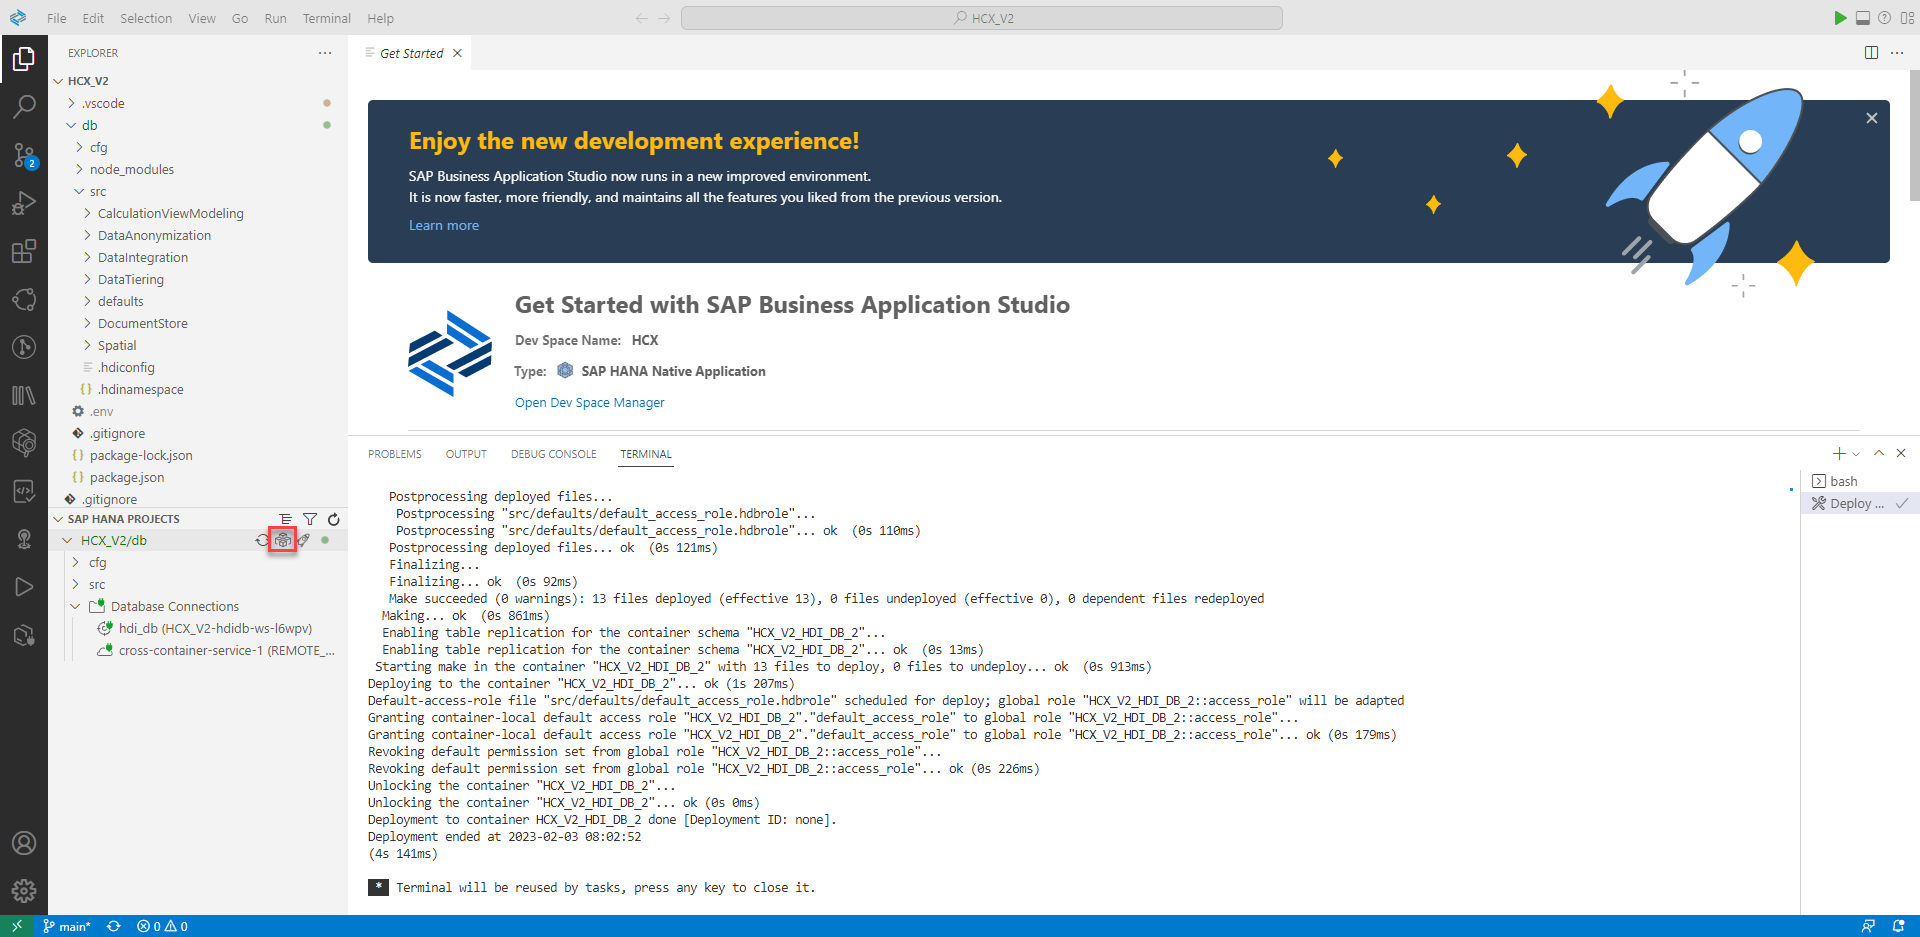 File Edit Selection View Go Run Terminal Help
HCX_V2
EXPLORER
HCX_V2
.vscode
db
cfg
node_modules
src
CalculationViewModeling
DataAnonymization
DataIntegration
DataTiering
defaults
DocumentStore
Spatial
.hdiconfig
{ } .hdinamespace
.env
.gitignore
{ } package-lock.json
{ } package.json
.gitignore
2
SAP HANA PROJECTS
HCX_V2/db
cfg
src
Database Connections
hdi_db (HCX_V2-hdidb-ws-l6wpv)
cross-container-service-1 (REMOTE_...
Get Started
Enjoy the new development experience!
SAP Business Application Studio now runs in a new improved environment.
It is now faster, more friendly, and maintains all the features you liked from the previous version.
Learn more
Get Started with SAP Business Application Studio
Dev Space Name: HCX
Type: SAP HANA Native Application
Open Dev Space Manager
PROBLEMS OUTPUT DEBUG CONSOLE TERMINAL
Postprocessing deployed files...
Postprocessing "src/defaults/default_access_role.hdbrole"...
Postprocessing "src/defaults/default_access_role.hdbrole"... ok (0s 110ms)
Postprocessing deployed files... ok (0s 121ms)
Finalizing...
Finalizing... ok (0s 92ms)
Make succeeded (0 warnings): 13 files deployed (effective 13), 0 files undeployed (effective 0), 0 dependent files redeployed
Making... ok (0s 861ms)
Enabling table replication for the container schema "HCX_V2_HDI_DB_2"...
Enabling table replication for the container schema "HCX_V2_HDI_DB_2"... ok (0s 13ms)
Starting make in the container "HCX_V2_HDI_DB_2" with 13 files to deploy, 0 files to undeploy... ok (0s 913ms)
Deploying to the container "HCX_V2_HDI_DB_2"... ok (1s 207ms)
Default-access-role file "src/defaults/default_access_role.hdbrole" scheduled for deploy; global role "HCX_V2_HDI_DB_2::access_role" will be adapted
Granting container-local default access role "HCX_V2_HDI_DB_2"."default_access_role" to global role "HCX_V2_HDI_DB_2::access_role"...
Granting container-local default access role "HCX_V2_HDI_DB_2"."default_access_role" to global role "HCX_V2_HDI_DB_2::access_role"... ok (0s 179ms)
Revoking default permission set from global role "HCX_V2_HDI_DB_2::access_role"...
Revoking default permission set from global role "HCX_V2_HDI_DB_2::access_role"... ok (0s 226ms)
Unlocking the container "HCX_V2_HDI_DB_2"...
Unlocking the container "HCX_V2_HDI_DB_2"... ok (0s 0ms)
Deployment to container HCX_V2_HDI_DB_2 done [Deployment ID: none].
Deployment ended at 2023-02-03 08:02:52
(4s 141ms)
* Terminal will be reused by tasks, press any key to close it.
bash
Deploy ...
main* 0 0